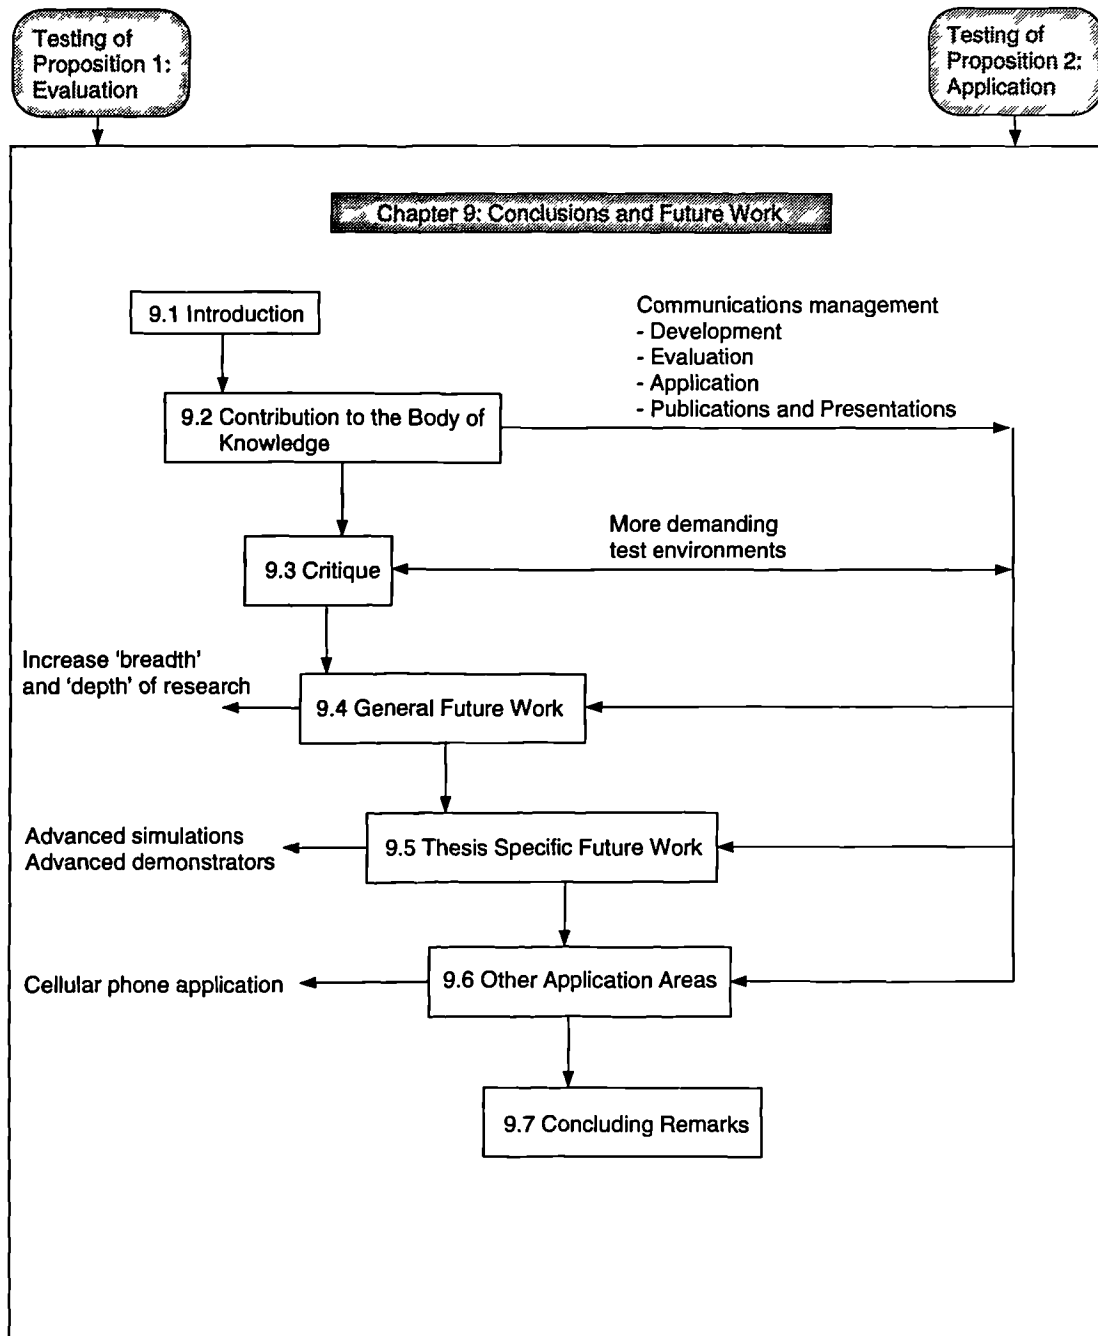 Testing of
Proposition 1:
Evaluation
Testing of
Proposition 2:
Application
Chapter 9: Conclusions and Future Work
9.1 Introduction
Communications management
- Development
- Evaluation
- Application
- Publications and Presentations
9.2 Contribution to the Body of
Knowledge
More demanding
test environments
9.3 Critique
Increase ‘breadth’
and ‘depth’ of research
9.4 General Future Work
Advanced simulations
Advanced demonstrators
9.5 Thesis Specific Future Work
Cellular phone application
9.6 Other Application Areas
9.7 Concluding Remarks